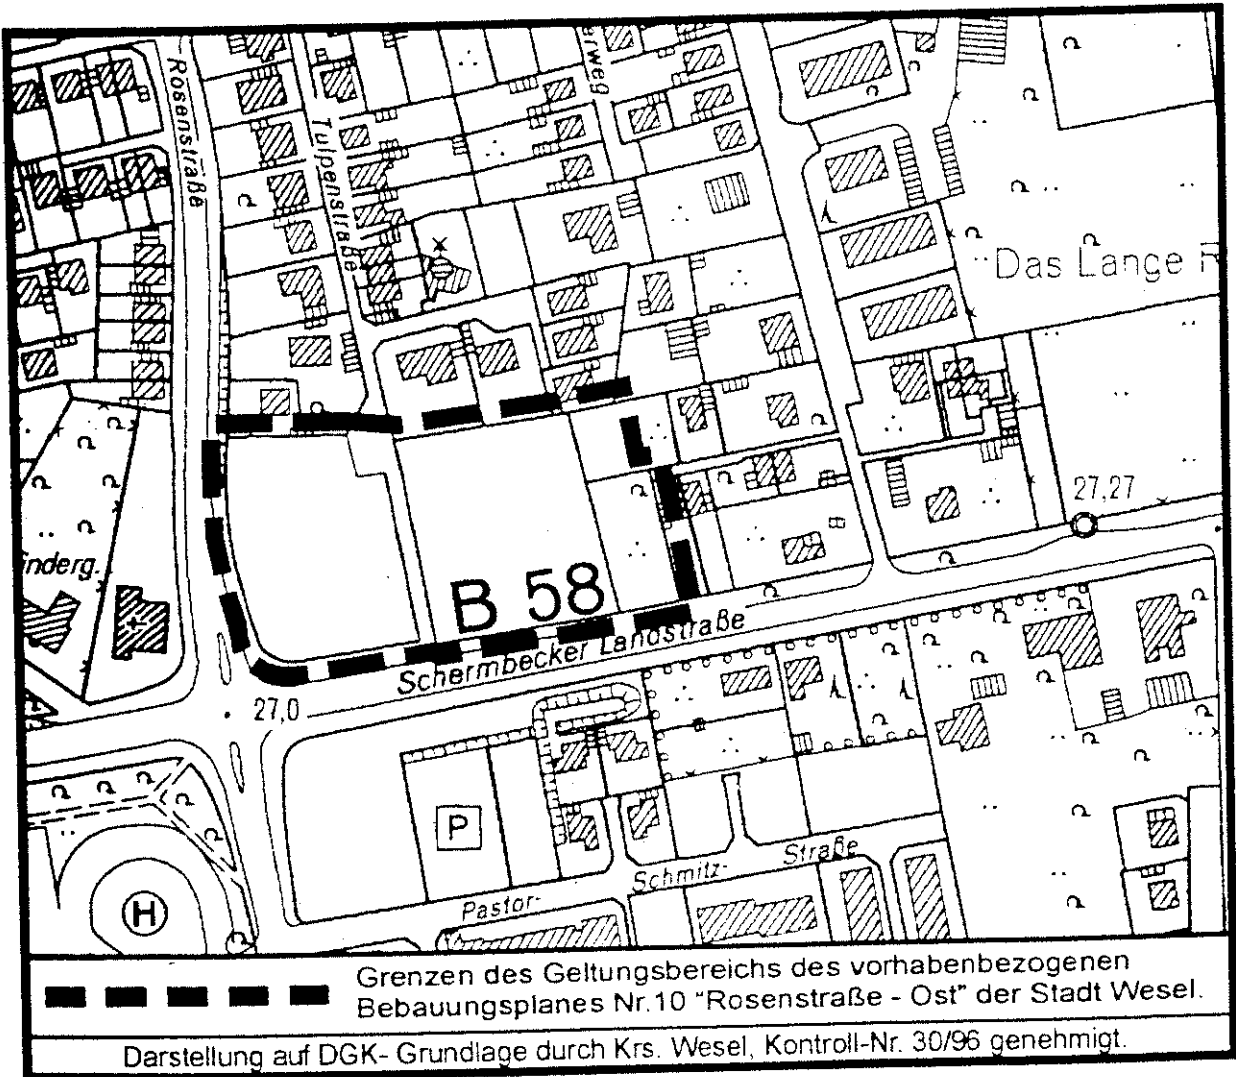 Rosenstraße
Tulpenstraße
erweg
Das Lange
27,27
inderg.
B 58
Schermbecker Landstraße
27,0
P
H
Pastor-
Schmitz-
Straße
Grenzen des Geltungsbereichs des vorhabenbezogenen
Bebauungsplanes Nr.10 "Rosenstraße - Ost" der Stadt Wesel.
Darstellung auf DGK- Grundlage durch Krs. Wesel, Kontroll-Nr. 30/96 genehmigt.